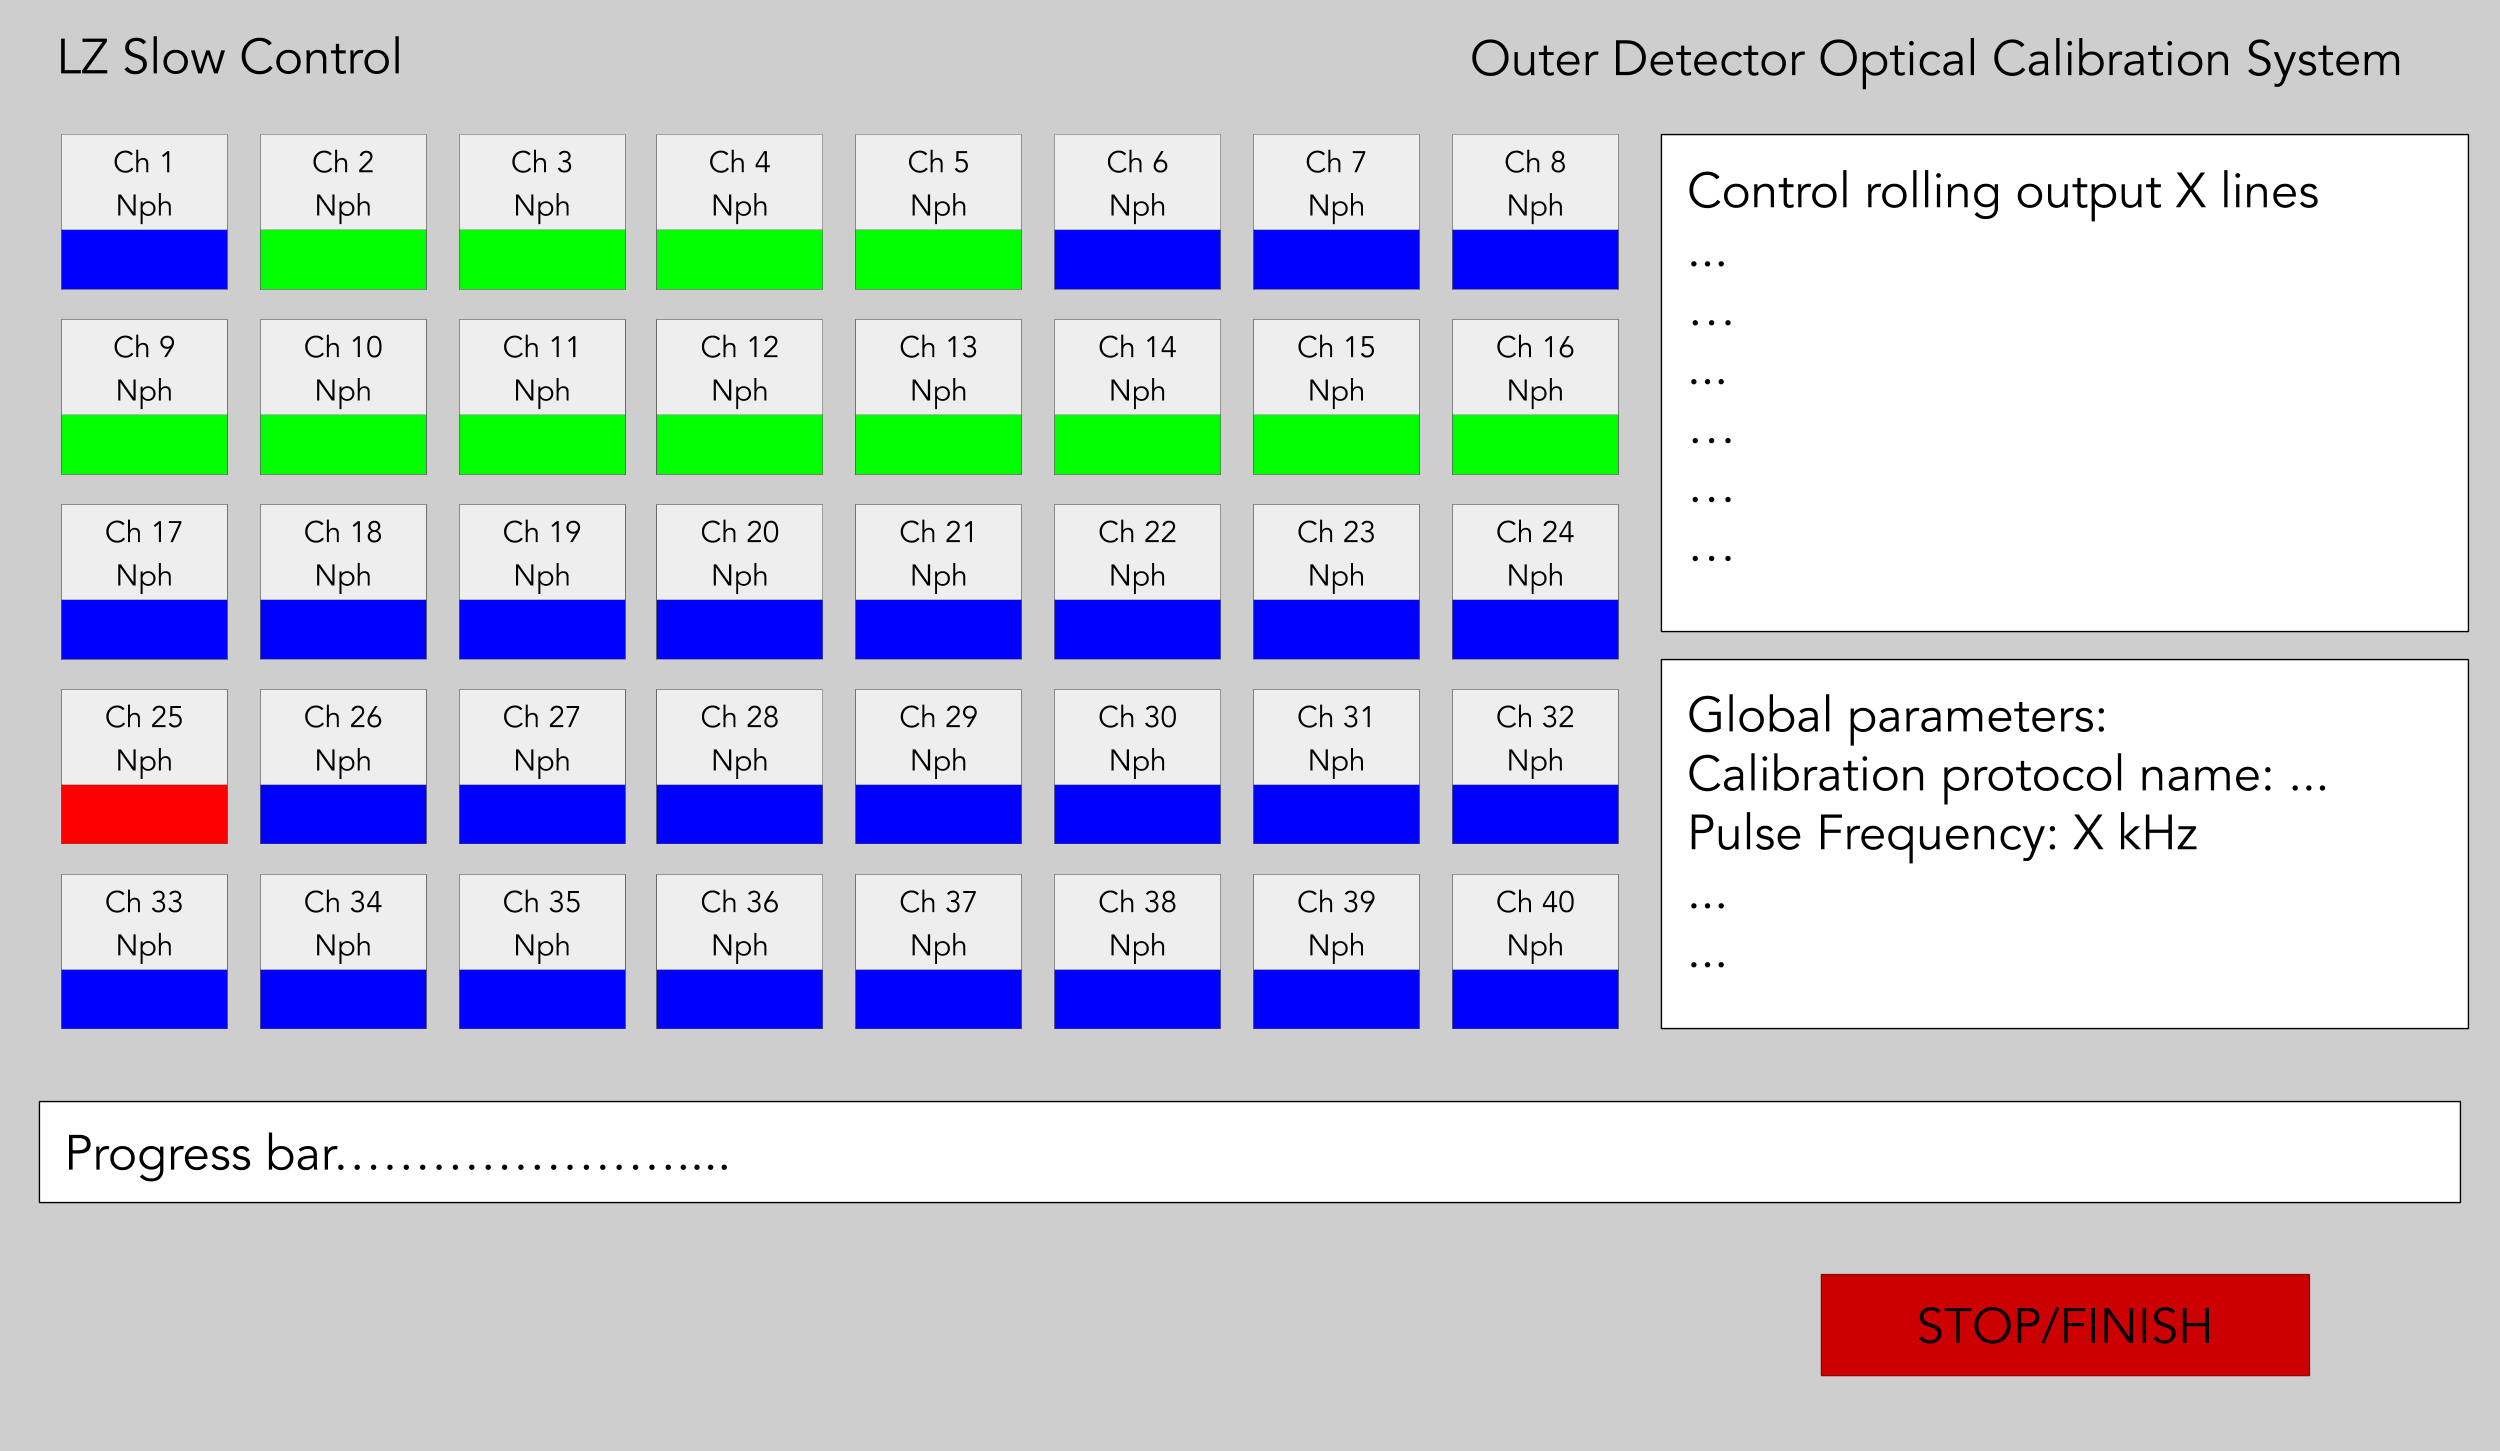 LZ Slow Control
Outer Detector Optical Calibration System
Ch 1 Ch 2 Ch 3 Ch 4 Ch 5 Ch 6 Ch 7 Ch 8
Nph Nph Nph Nph Nph Nph Nph Nph
Ch 9 Ch 10 Ch 11 Ch 12 Ch 13 Ch 14 Ch 15 Ch 16
Nph Nph Nph Nph Nph Nph Nph Nph
Ch 17 Ch 18 Ch 19 Ch 20 Ch 21 Ch 22 Ch 23 Ch 24
Nph Nph Nph Nph Nph Nph Nph Nph
Ch 25 Ch 26 Ch 27 Ch 28 Ch 29 Ch 30 Ch 31 Ch 32
Nph Nph Nph Nph Nph Nph Nph Nph
Ch 33 Ch 34 Ch 35 Ch 36 Ch 37 Ch 38 Ch 39 Ch 40
Nph Nph Nph Nph Nph Nph Nph Nph
Control rolling output X lines
...
...
...
...
...
...
Global parameters:
Calibration protocol name: ...
Pulse Frequency: X kHz
...
...
Progress bar.........................
STOP/FINISH